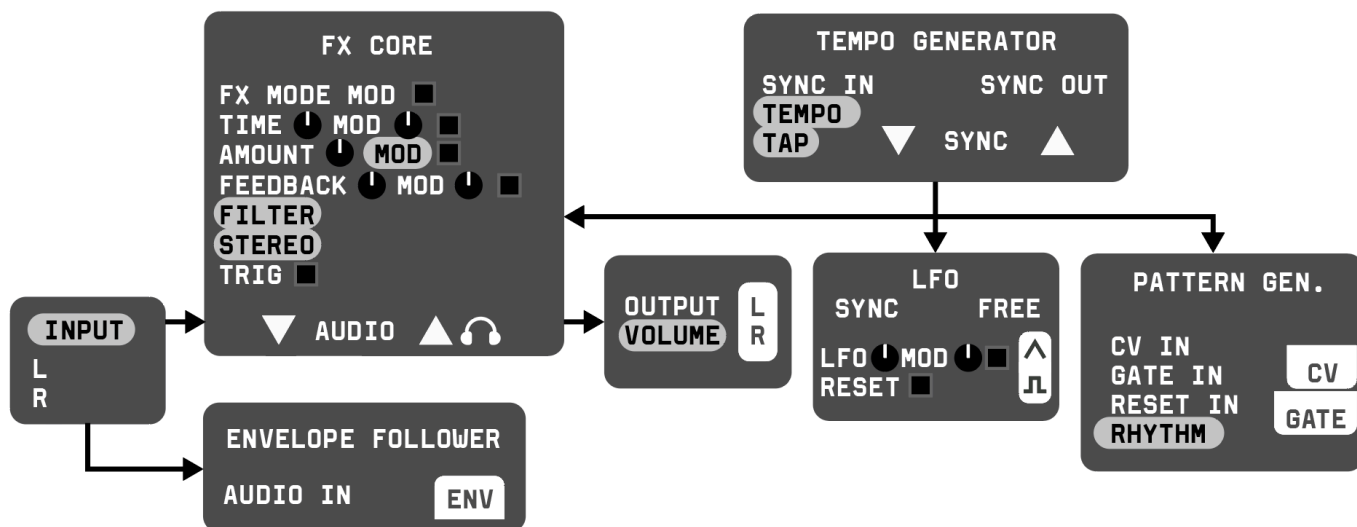 FX CORE
FX MODE MOD
TIME MOD
AMOUNT MOD
FEEDBACK MOD
FILTER
STEREO
TRIG
AUDIO
TEMPO GENERATOR
SYNC IN SYNC OUT
TEMPO
TAP
SYNC
INPUT
L
R
OUTPUT
VOLUME
L
R
LFO
SYNC FREE
LFO MOD
RESET
PATTERN GEN.
CV IN
GATE IN
RESET IN
RHYTHM
CV
GATE
ENVELOPE FOLLOWER
AUDIO IN
ENV